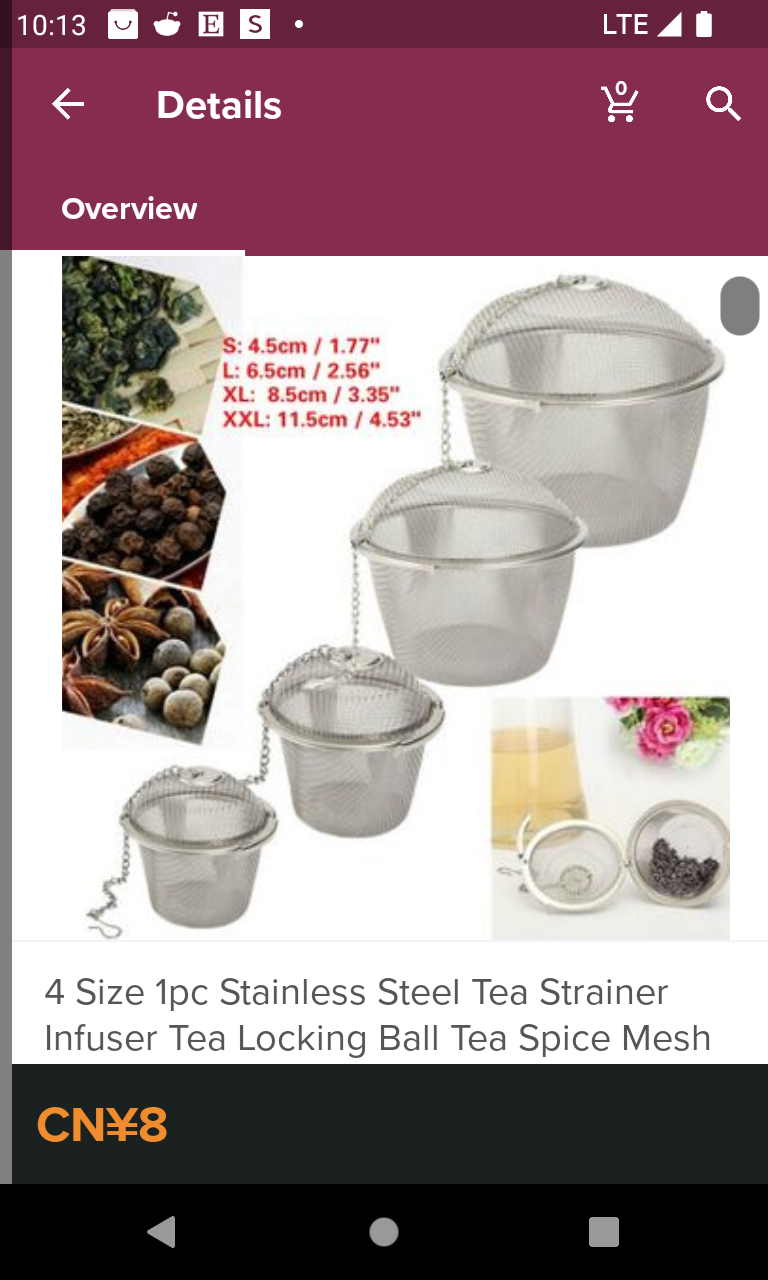 10:13
E
S
LTE
Details
0
Overview
S: 4.5cm / 1.77"
L: 6.5cm / 2.56"
XL: 8.5cm / 3.35"
XXL: 11.5cm / 4.53"
4 Size 1pc Stainless Steel Tea Strainer
Infuser Tea Locking Ball Tea Spice Mesh
CN¥8